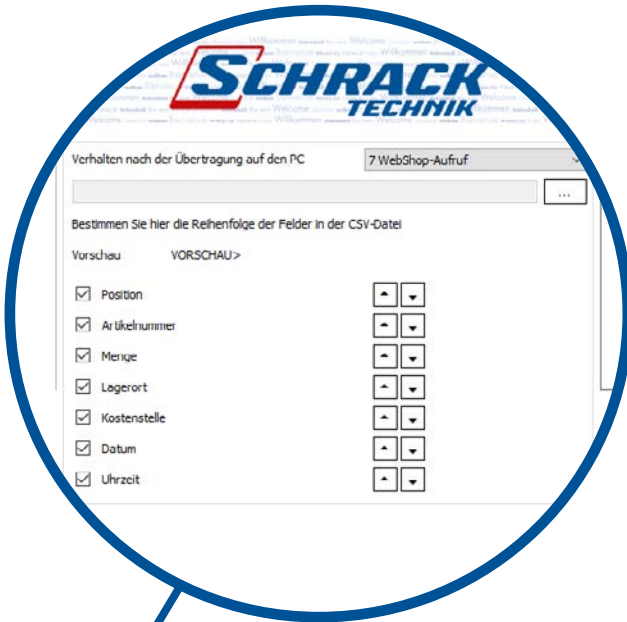 SCHRACK
TECHNIK
Verhalten nach der Übertragung auf den PC 7 WebShop-Aufruf
...
Bestimmen Sie hier die Reihenfolge der Felder in der CSV-Datei
Vorschau VORSCHAU>
Position
Artikelnummer
Menge
Lagerort
Kostenstelle
Datum
Uhrzeit